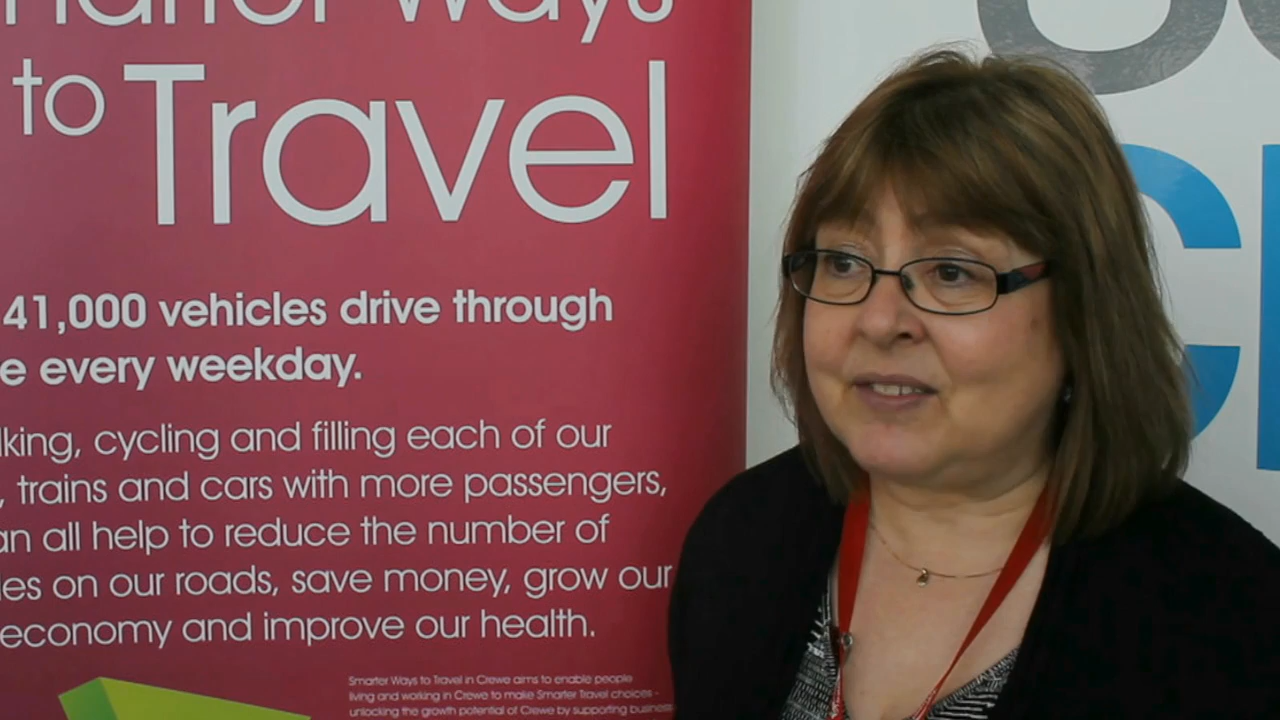 Ways
to Travel
41,000 vehicles drive through
every weekday.
cycling and filling each of our
, trains and cars with more passengers,
all help to reduce the number of
on our roads, save money, grow our
economy and improve our health.
Smarter Ways to Travel in Crewe aims to enable people
living and working in Crewe to make Smarter Travel choices -
unlocking the growth potential of Crewe by supporting business